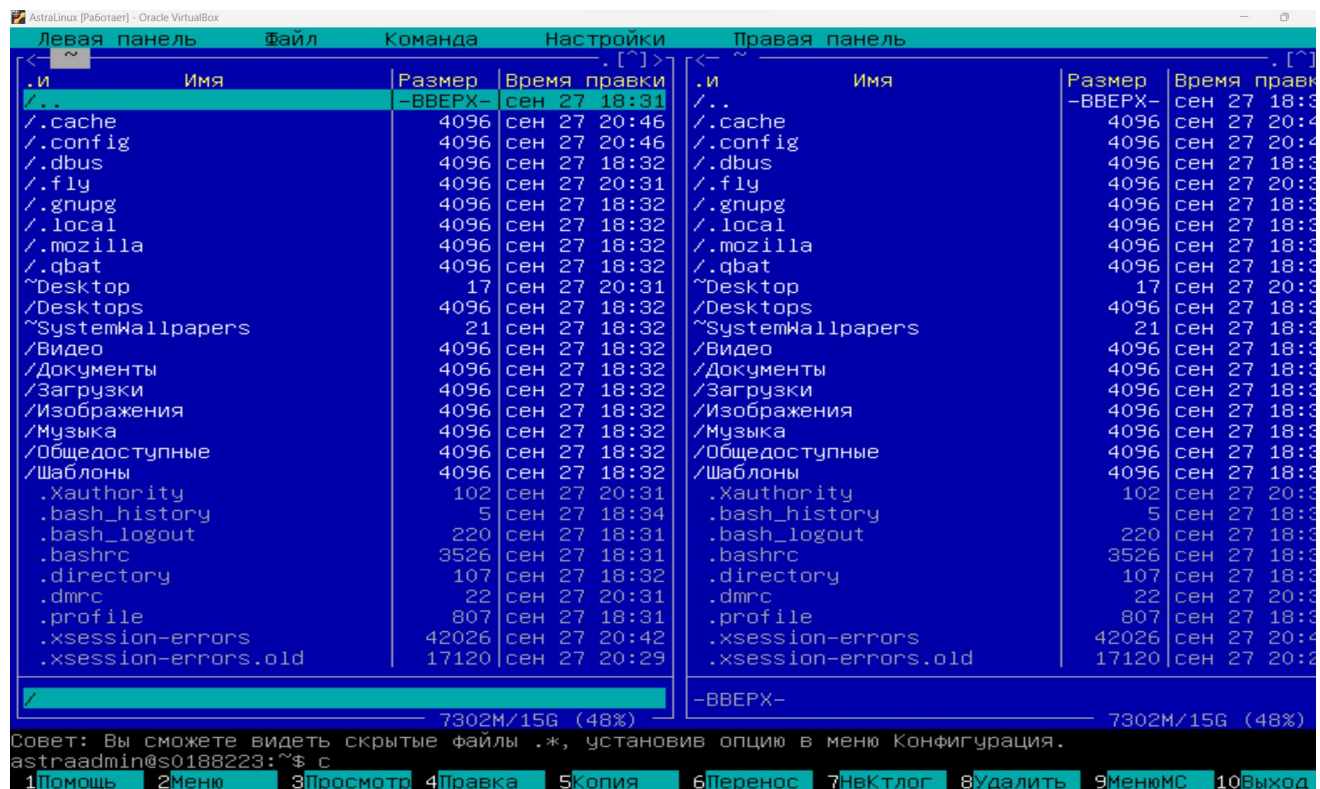 AstraLinux [Работает] - Oracle VirtualBox
Левая панель Файл Команда Настройки Правая панель
<— ~ .[^]> <— ~ .[^]
.и Имя Размер Время правки .и Имя Размер Время правк
/.. -ВВЕРХ- сен 27 18:31 /.. -ВВЕРХ- сен 27 18:3
/.cache 4096 сен 27 20:46 /.cache 4096 сен 27 20:4
/.config 4096 сен 27 20:46 /.config 4096 сен 27 20:4
/.dbus 4096 сен 27 18:32 /.dbus 4096 сен 27 18:3
/.fly 4096 сен 27 20:31 /.fly 4096 сен 27 20:3
/.gnupg 4096 сен 27 18:32 /.gnupg 4096 сен 27 18:3
/.local 4096 сен 27 18:32 /.local 4096 сен 27 18:3
/.mozilla 4096 сен 27 18:32 /.mozilla 4096 сен 27 18:3
/.qbat 4096 сен 27 18:32 /.qbat 4096 сен 27 18:3
~Desktop 17 сен 27 20:31 ~Desktop 17 сен 27 20:3
/Desktops 4096 сен 27 18:32 /Desktops 4096 сен 27 18:3
~SystemWallpapers 21 сен 27 18:32 ~SystemWallpapers 21 сен 27 18:3
/Видео 4096 сен 27 18:32 /Видео 4096 сен 27 18:3
/Документы 4096 сен 27 18:32 /Документы 4096 сен 27 18:3
/Загрузки 4096 сен 27 18:32 /Загрузки 4096 сен 27 18:3
/Изображения 4096 сен 27 18:32 /Изображения 4096 сен 27 18:3
/Музыка 4096 сен 27 18:32 /Музыка 4096 сен 27 18:3
/Общедоступные 4096 сен 27 18:32 /Общедоступные 4096 сен 27 18:3
/Шаблоны 4096 сен 27 18:32 /Шаблоны 4096 сен 27 18:3
.Xauthority 102 сен 27 20:31 .Xauthority 102 сен 27 20:3
.bash_history 5 сен 27 18:34 .bash_history 5 сен 27 18:3
.bash_logout 220 сен 27 18:31 .bash_logout 220 сен 27 18:3
.bashrc 3526 сен 27 18:31 .bashrc 3526 сен 27 18:3
.directory 107 сен 27 18:32 .directory 107 сен 27 18:3
.dmrc 22 сен 27 20:31 .dmrc 22 сен 27 20:3
.profile 807 сен 27 18:31 .profile 807 сен 27 18:3
.xsession-errors 42026 сен 27 20:42 .xsession-errors 42026 сен 27 20:4
.xsession-errors.old 17120 сен 27 20:29 .xsession-errors.old 17120 сен 27 20:2
/ -ВВЕРХ-
7302M/15G (48%) 7302M/15G (48%)
Совет: Вы сможете видеть скрытые файлы .*, установив опцию в меню Конфигурация.
astraadmin@s0188223:~$ c
1Помощь 2Меню 3Просмотр 4Правка 5Копия 6Перенос 7НвКтлог 8Удалить 9МенюMC 10Выход